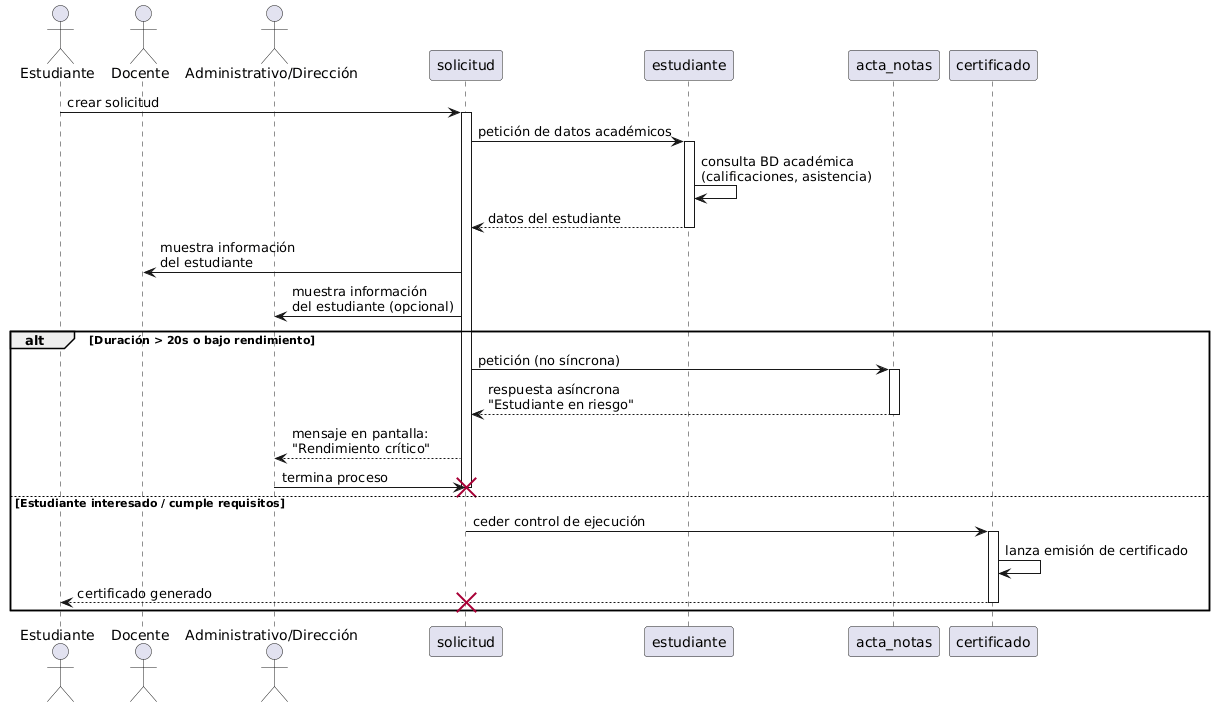 Estudiante
Docente
Administrativo/Dirección
solicitud
estudiante
acta_notas
certificado
crear solicitud
petición de datos académicos
consulta BD académica
(calificaciones, asistencia)
datos del estudiante
muestra información
del estudiante
muestra información
del estudiante (opcional)
alt
[Duración > 20s o bajo rendimiento]
petición (no síncrona)
respuesta asíncrona
"Estudiante en riesgo"
mensaje en pantalla:
"Rendimiento crítico"
termina proceso
[Estudiante interesado / cumple requisitos]
ceder control de ejecución
lanza emisión de certificado
certificado generado
Estudiante
Docente
Administrativo/Dirección
solicitud
estudiante
acta_notas
certificado